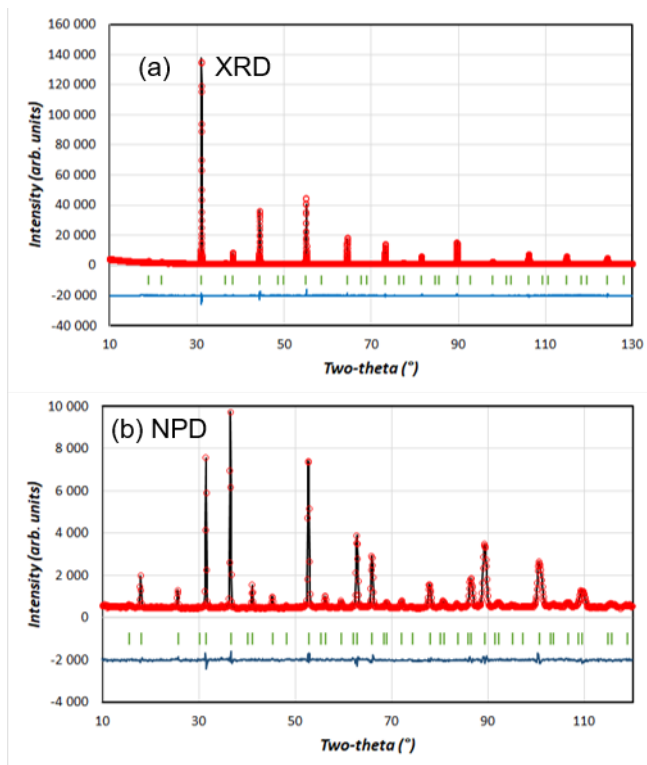 160 000
140 000
120 000
100 000
80 000
60 000
40 000
20 000
0
-20 000
-40 000
Intensity (arb. units)
(a) XRD
10 30 50 70 90 110 130
Two-theta (°)
10 000
8 000
6 000
4 000
2 000
0
-2 000
-4 000
Intensity (arb. units)
(b) NPD
10 30 50 70 90 110
Two-theta (°)